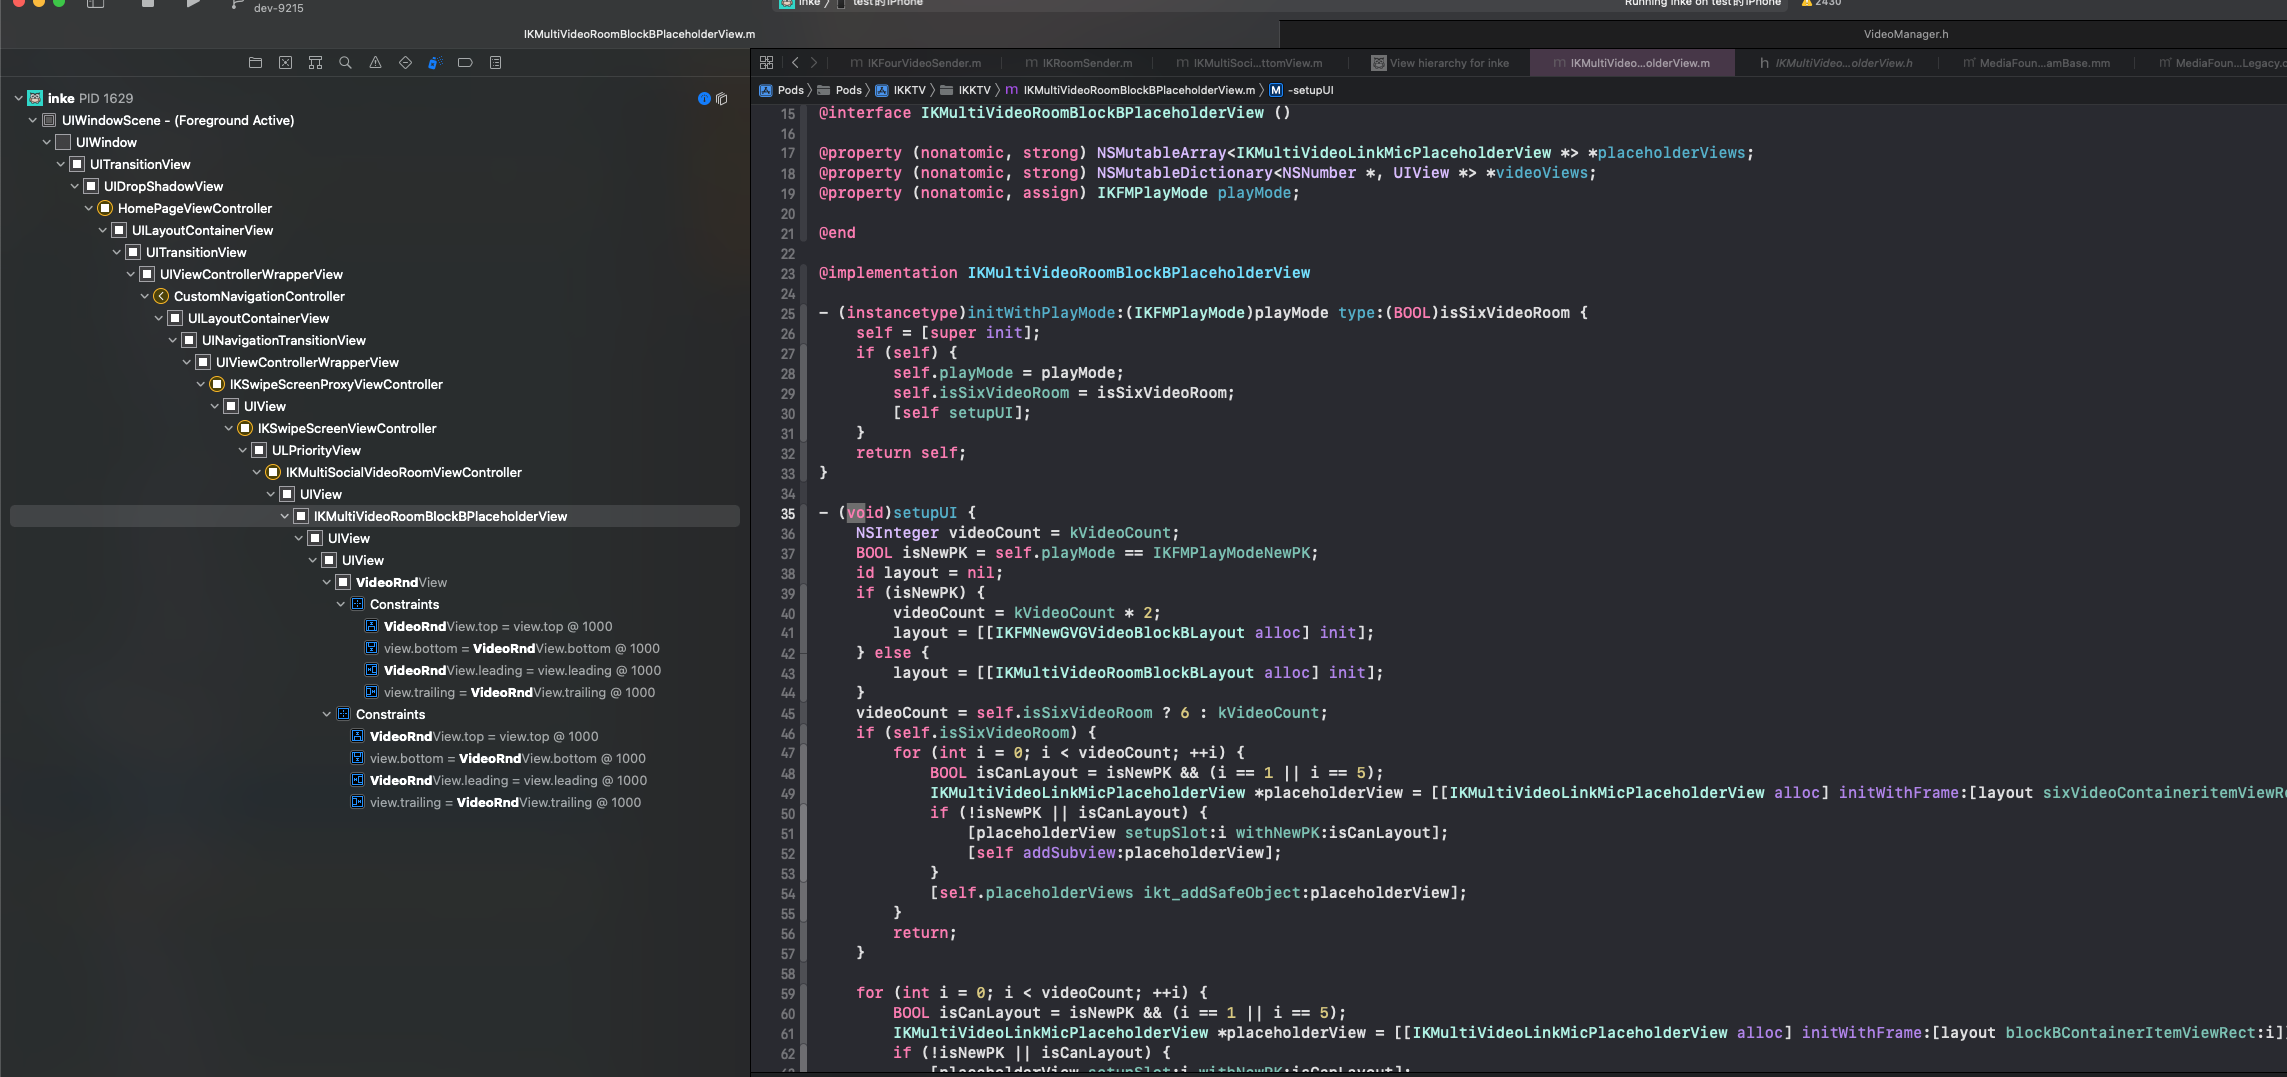 dev-9215
inke
test的iPhone
Running inke on test的iPhone
2430
IKMultiVideoRoomBlockBPlaceholderView.m
VideoManager.h
inke PID 1629
UIWindowScene - (Foreground Active)
UIWindow
UITransitionView
UIDropShadowView
HomePageViewController
UILayoutContainerView
UITransitionView
UIViewControllerWrapperView
CustomNavigationController
UILayoutContainerView
UINavigationTransitionView
UIViewControllerWrapperView
IKSwipeScreenProxyViewController
UIView
IKSwipeScreenViewController
ULPriorityView
IKMultiSocialVideoRoomViewController
UIView
IKMultiVideoRoomBlockBPlaceholderView
UIView
UIView
VideoRndView
Constraints
VideoRndView.top = view.top @ 1000
view.bottom = VideoRndView.bottom @ 1000
VideoRndView.leading = view.leading @ 1000
view.trailing = VideoRndView.trailing @ 1000
Constraints
VideoRndView.top = view.top @ 1000
view.bottom = VideoRndView.bottom @ 1000
VideoRndView.leading = view.leading @ 1000
view.trailing = VideoRndView.trailing @ 1000
m IKFourVideoSender.m m IKRoomSender.m m IKMultiSoci...ttomView.m View hierarchy for inke m IKMultiVideo...olderView.m h IKMultiVideo...olderView.h m MediaFoun...amBase.mm m MediaFoun...Legacy.
Pods 〉 Pods 〉 IKKTV 〉 IKKTV 〉 m IKMultiVideoRoomBlockBPlaceholderView.m 〉 M -setupUI
15 @interface IKMultiVideoRoomBlockBPlaceholderView ()
16
17 @property (nonatomic, strong) NSMutableArray<IKMultiVideoLinkMicPlaceholderView *> *placeholderViews;
18 @property (nonatomic, strong) NSMutableDictionary<NSNumber *, UIView *> *videoViews;
19 @property (nonatomic, assign) IKFMPlayMode playMode;
20
21 @end
22
23 @implementation IKMultiVideoRoomBlockBPlaceholderView
24
25 - (instancetype)initWithPlayMode:(IKFMPlayMode)playMode type:(BOOL)isSixVideoRoom {
26 self = [super init];
27 if (self) {
28 self.playMode = playMode;
29 self.isSixVideoRoom = isSixVideoRoom;
30 [self setupUI];
31 }
32 return self;
33 }
34
35 - (void)setupUI {
36 NSInteger videoCount = kVideoCount;
37 BOOL isNewPK = self.playMode == IKFMPlayModeNewPK;
38 id layout = nil;
39 if (isNewPK) {
40 videoCount = kVideoCount * 2;
41 layout = [[IKFMNewGVGVideoBlockBLayout alloc] init];
42 } else {
43 layout = [[IKMultiVideoRoomBlockBLayout alloc] init];
44 }
45 videoCount = self.isSixVideoRoom ? 6 : kVideoCount;
46 if (self.isSixVideoRoom) {
47 for (int i = 0; i < videoCount; ++i) {
48 BOOL isCanLayout = isNewPK && (i == 1 || i == 5);
49 IKMultiVideoLinkMicPlaceholderView *placeholderView = [[IKMultiVideoLinkMicPlaceholderView alloc] initWithFrame:[layout sixVideoContaineritemViewRe
50 if (!isNewPK || isCanLayout) {
51 [placeholderView setupSlot:i withNewPK:isCanLayout];
52 [self addSubview:placeholderView];
53 }
54 [self.placeholderViews ikt_addSafeObject:placeholderView];
55 }
56 return;
57 }
58
59 for (int i = 0; i < videoCount; ++i) {
60 BOOL isCanLayout = isNewPK && (i == 1 || i == 5);
61 IKMultiVideoLinkMicPlaceholderView *placeholderView = [[IKMultiVideoLinkMicPlaceholderView alloc] initWithFrame:[layout blockBContainerItemViewRect:i]
62 if (!isNewPK || isCanLayout) {
[placeholderView setupSlot:i withNewPK:isCanLayout];